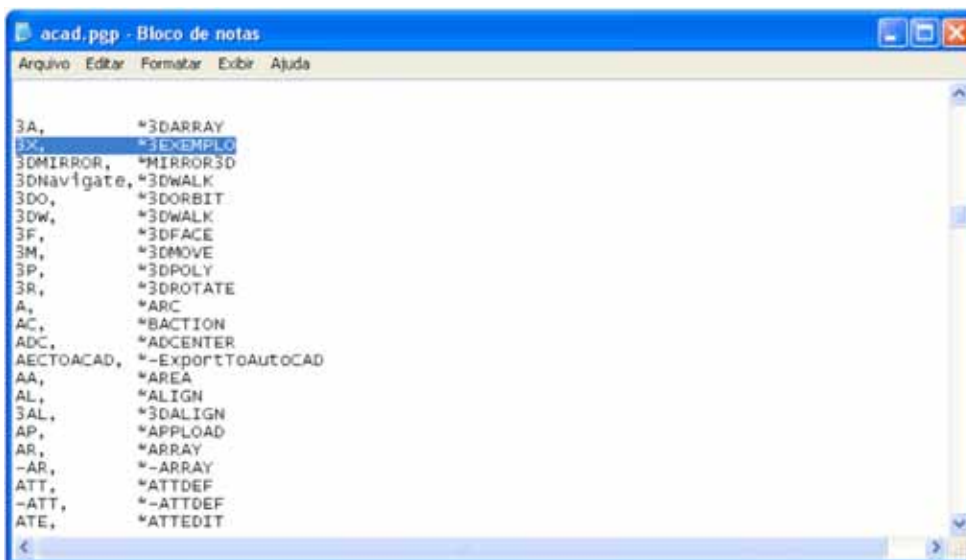 acad.pgp - Bloco de notas
Arquivo Editar Formatar Exibir Ajuda
3A, *3DARRAY
3X, *3EXEMPLO
3DMIRROR, *MIRROR3D
3DNavigate,*3DWALK
3DO, *3DORBIT
3DW, *3DWALK
3F, *3DFACE
3M, *3DMOVE
3P, *3DPOLY
3R, *3DROTATE
A, *ARC
AC, *BACTION
ADC, *ADCENTER
AECTOACAD, *-ExportToAutoCAD
AA, *AREA
AL, *ALIGN
3AL, *3DALIGN
AP, *APPLOAD
AR, *ARRAY
-AR, *-ARRAY
ATT, *ATTDEF
-ATT, *-ATTDEF
ATE, *ATTEDIT